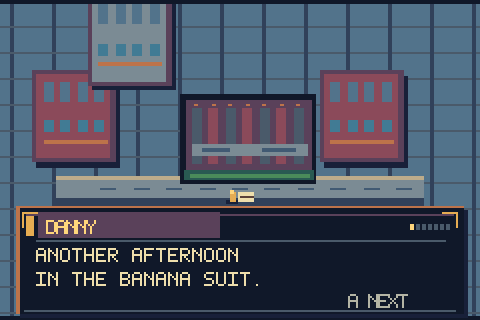 DANNY
ANOTHER AFTERNOON
IN THE BANANA SUIT.
A NEXT